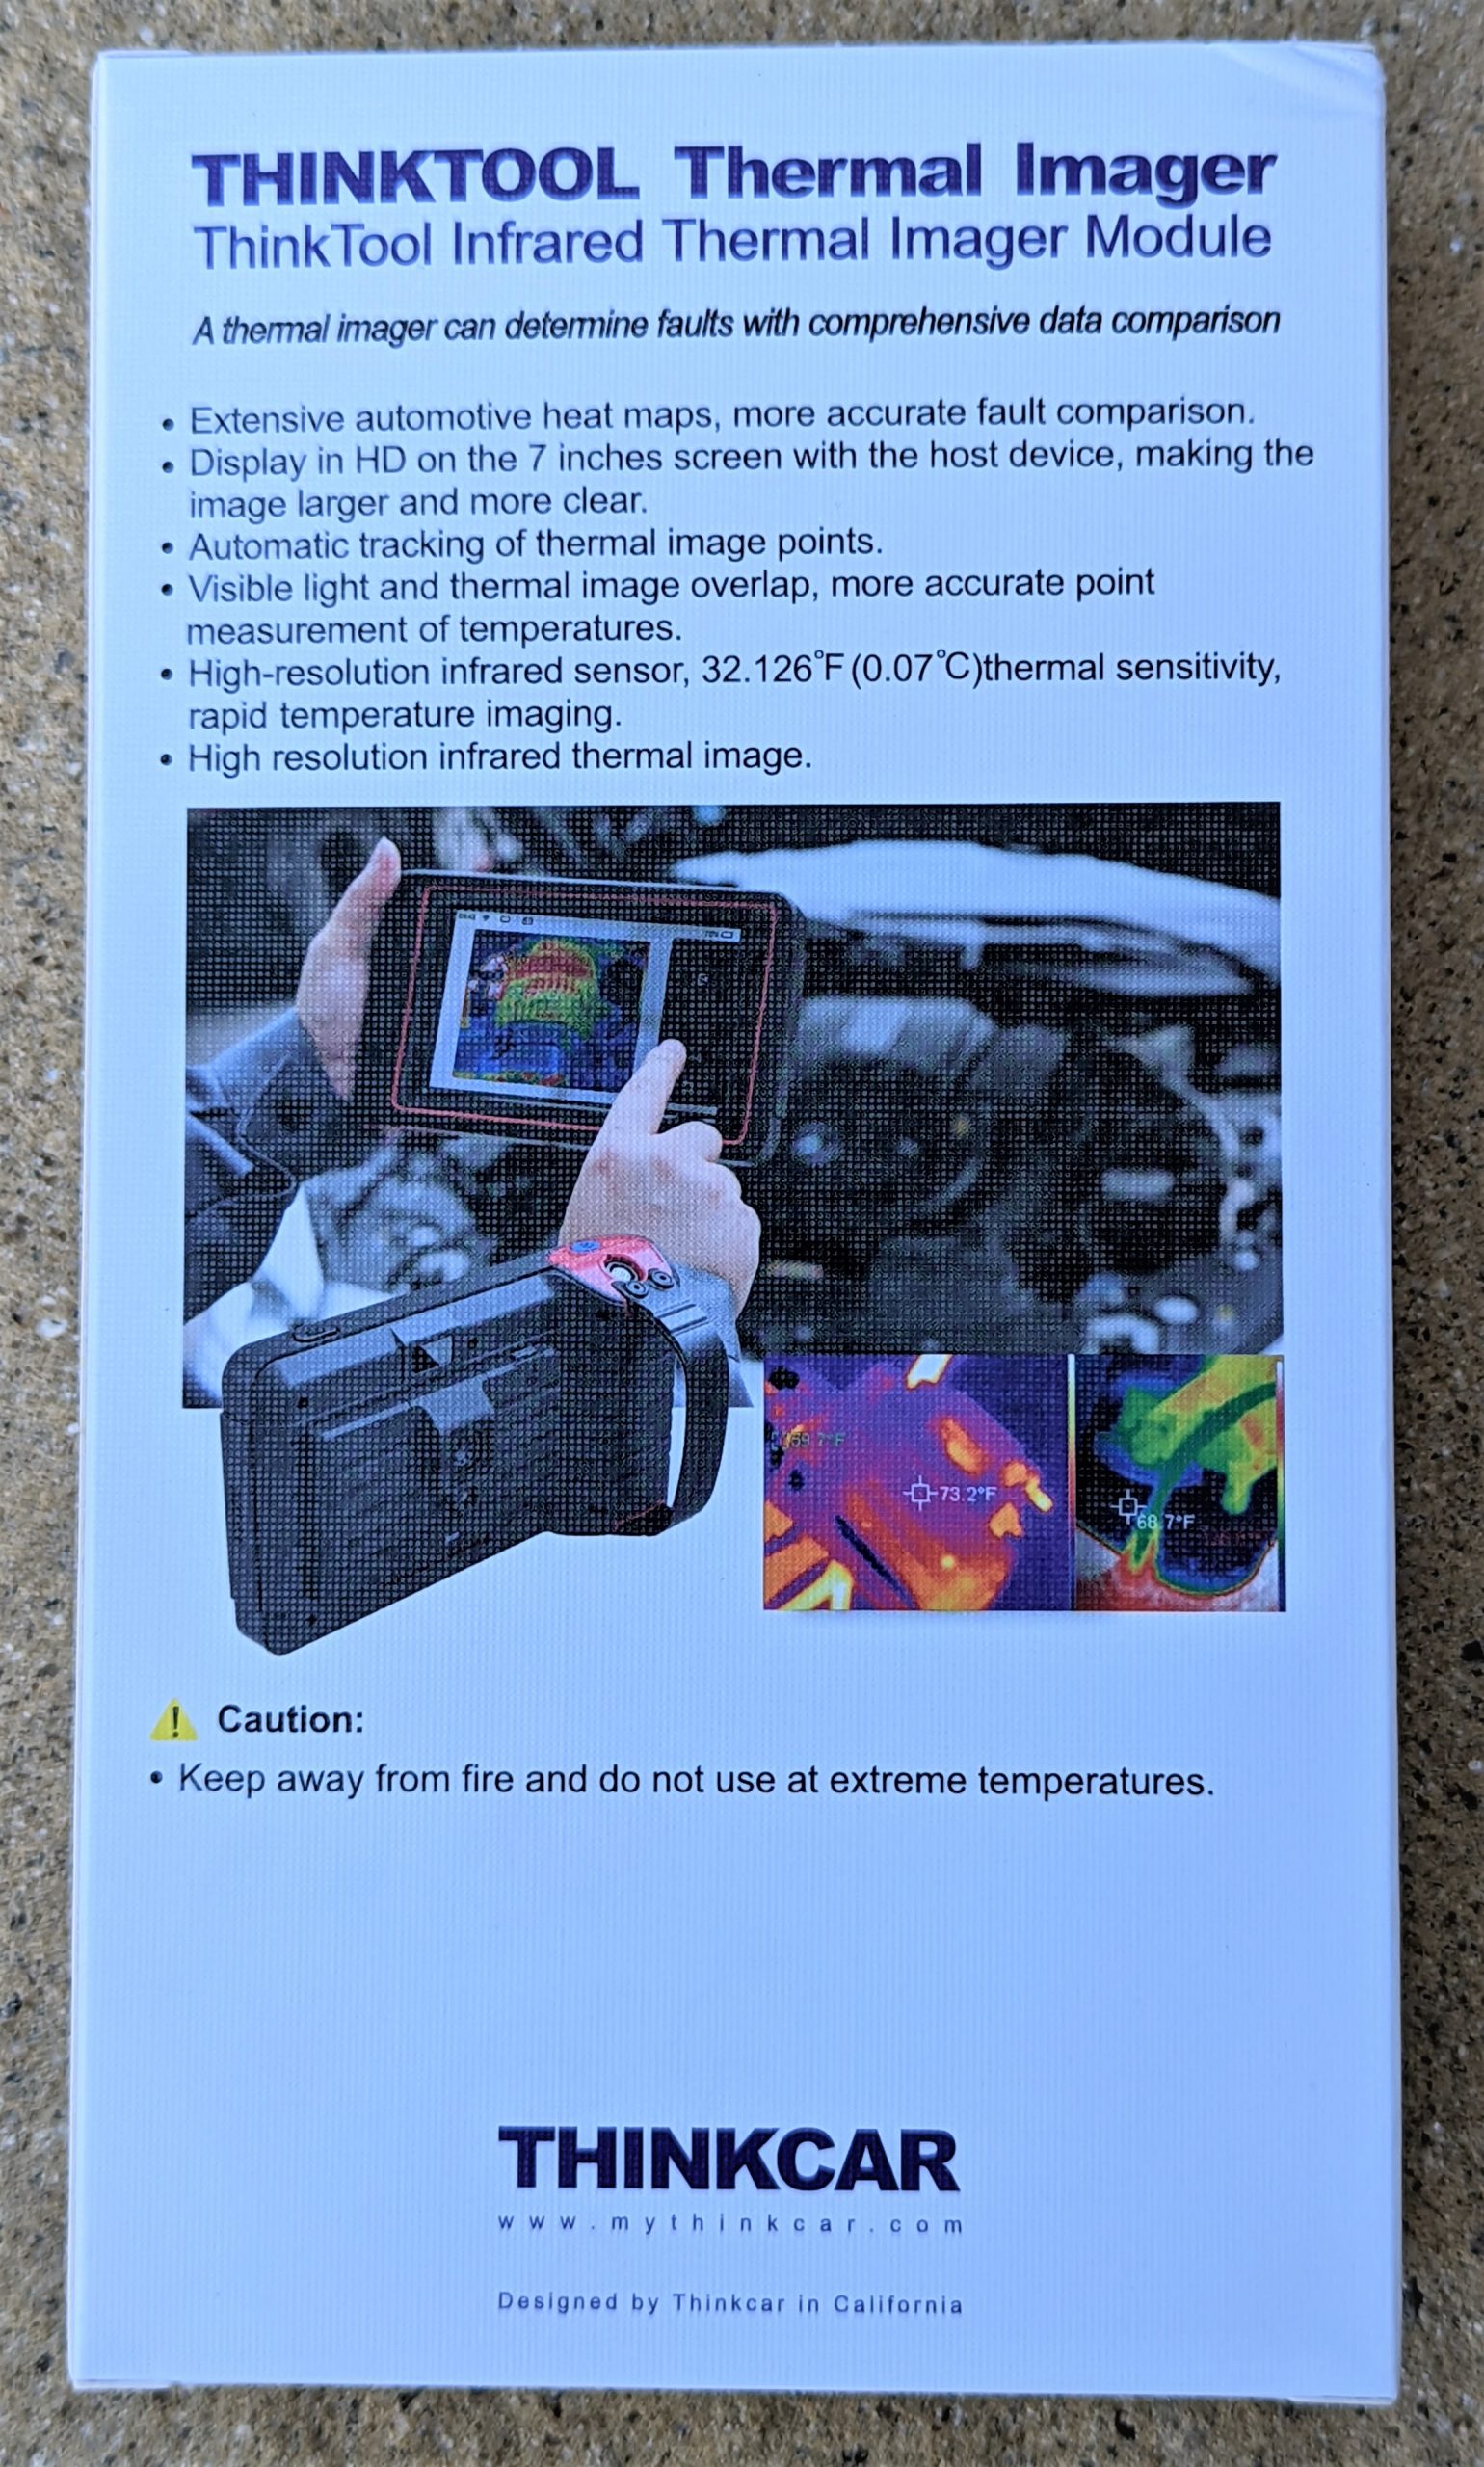 THINKTOOL Thermal Imager
ThinkTool Infrared Thermal Imager Module
A thermal imager can determine faults with comprehensive data comparison
• Extensive automotive heat maps, more accurate fault comparison.
• Display in HD on the 7 inches screen with the host device, making the
image larger and more clear.
• Automatic tracking of thermal image points.
• Visible light and thermal image overlap, more accurate point
measurement of temperatures.
• High-resolution infrared sensor, 32.126°F (0.07°C)thermal sensitivity,
rapid temperature imaging.
• High resolution infrared thermal image.
73.2°F
68.7°F
Caution:
• Keep away from fire and do not use at extreme temperatures.
THINKCAR
www.mythinkcar.com
Designed by Thinkcar in California